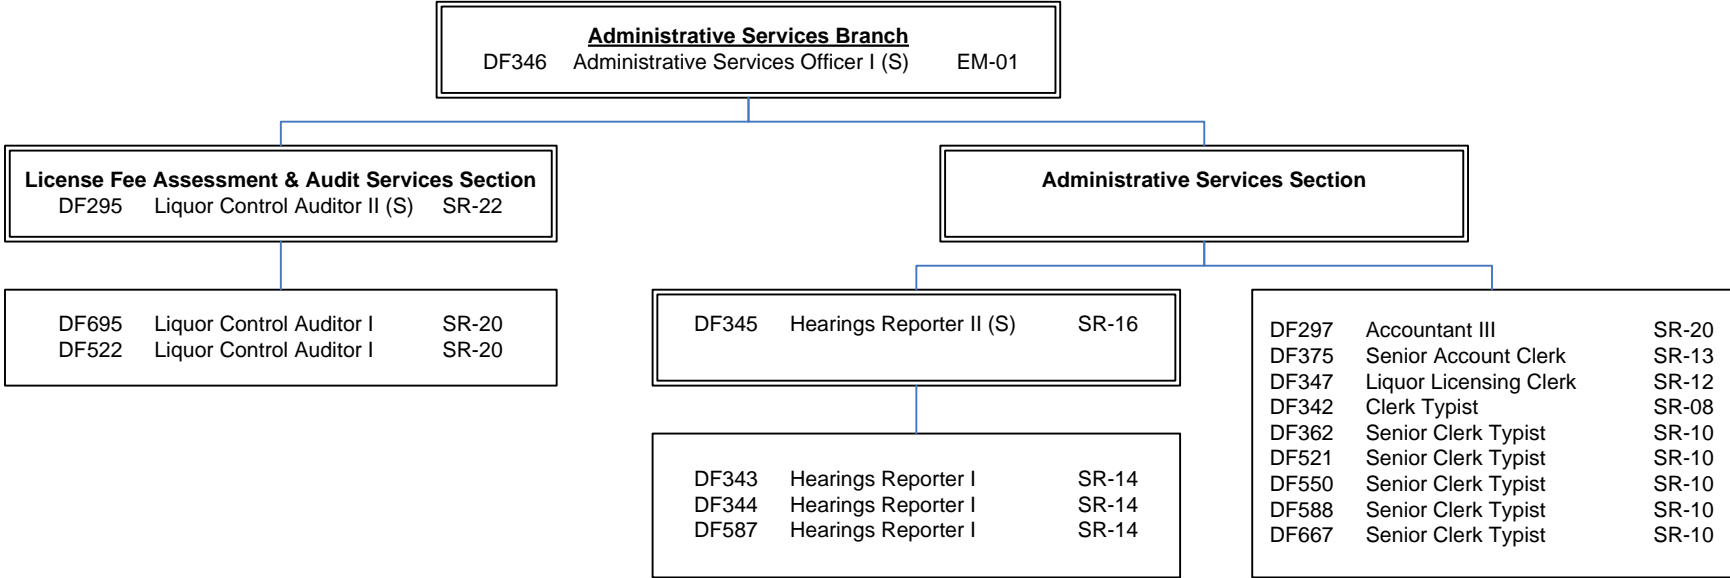 Administrative Services Branch
DF346 Administrative Services Officer I (S) EM-01
License Fee Assessment & Audit Services Section
DF295 Liquor Control Auditor II (S) SR-22
Administrative Services Section
DF695 Liquor Control Auditor I SR-20
DF522 Liquor Control Auditor I SR-20
DF345 Hearings Reporter II (S) SR-16
DF343 Hearings Reporter I SR-14
DF344 Hearings Reporter I SR-14
DF587 Hearings Reporter I SR-14
DF297 Accountant III SR-20
DF375 Senior Account Clerk SR-13
DF347 Liquor Licensing Clerk SR-12
DF342 Clerk Typist SR-08
DF362 Senior Clerk Typist SR-10
DF521 Senior Clerk Typist SR-10
DF550 Senior Clerk Typist SR-10
DF588 Senior Clerk Typist SR-10
DF667 Senior Clerk Typist SR-10